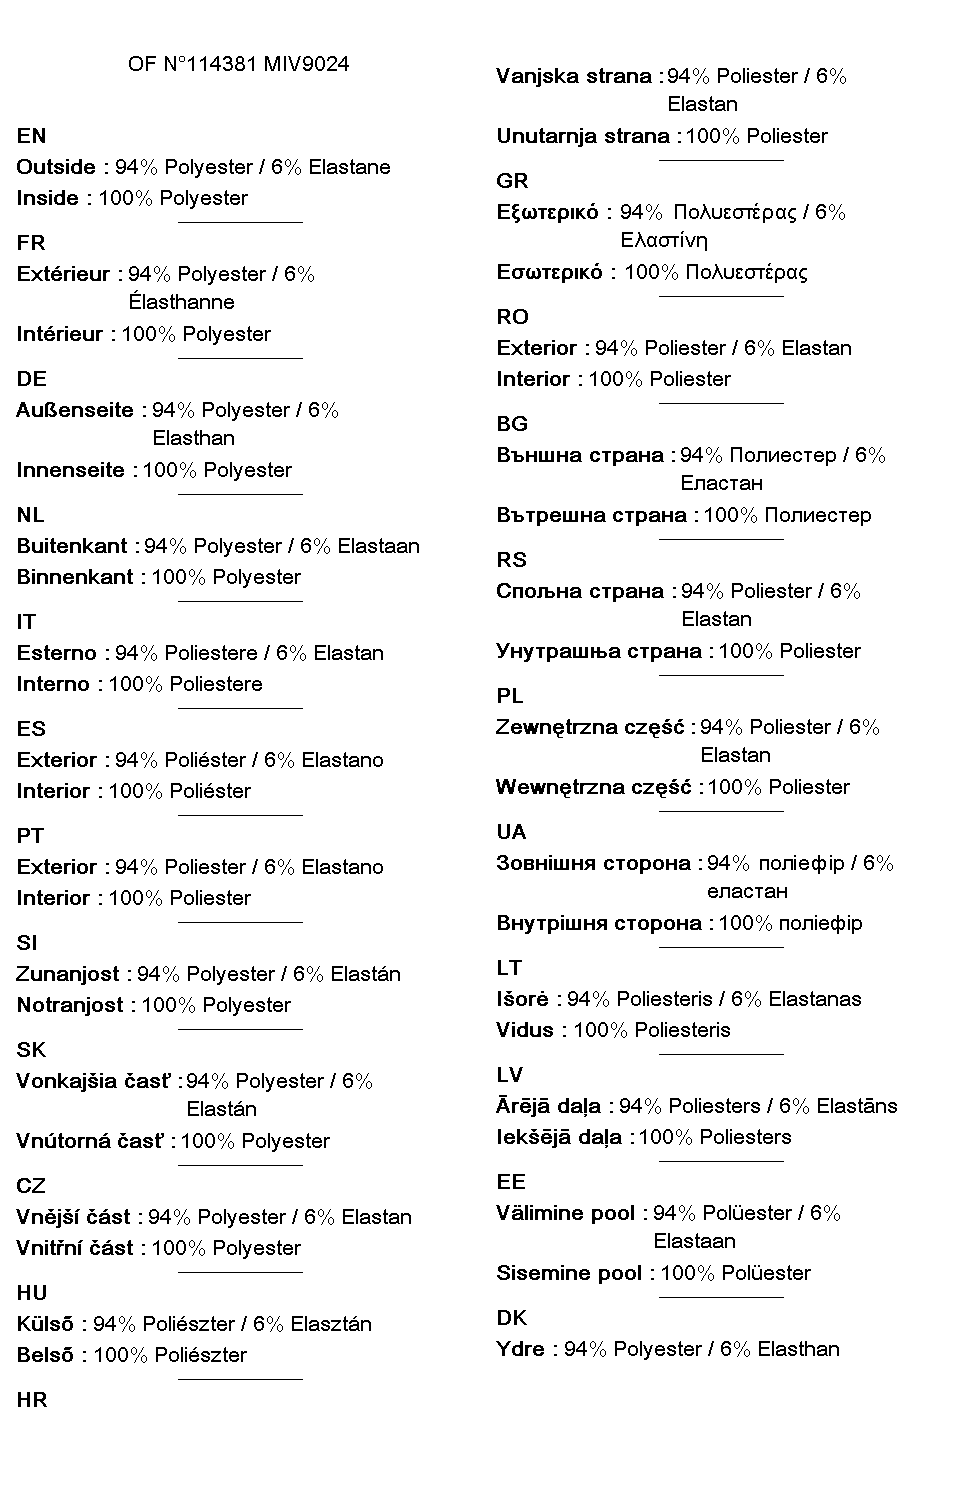 OF N°114381 MIV9024
EN
Outside : 94% Polyester / 6% Elastane
Inside : 100% Polyester
FR
Extérieur : 94% Polyester / 6%
Élasthanne
Intérieur : 100% Polyester
DE
Außenseite : 94% Polyester / 6%
Elasthan
Innenseite : 100% Polyester
NL
Buitenkant : 94% Polyester / 6% Elastaan
Binnenkant : 100% Polyester
IT
Esterno : 94% Poliestere / 6% Elastan
Interno : 100% Poliestere
ES
Exterior : 94% Poliéster / 6% Elastano
Interior : 100% Poliéster
PT
Exterior : 94% Poliester / 6% Elastano
Interior : 100% Poliester
SI
Zunanjost : 94% Polyester / 6% Elastán
Notranjost : 100% Polyester
SK
Vonkajšia časť : 94% Polyester / 6%
Elastán
Vnútorná časť : 100% Polyester
CZ
Vnější část : 94% Polyester / 6% Elastan
Vnitřní část : 100% Polyester
HU
Külső : 94% Poliészter / 6% Elasztán
Belső : 100% Poliészter
HR
Vanjska strana : 94% Poliester / 6%
Elastan
Unutarnja strana : 100% Poliester
GR
Εξωτερικό : 94% Πολυεστέρας / 6%
Ελαστίνη
Εσωτερικό : 100% Πολυεστέρας
RO
Exterior : 94% Poliester / 6% Elastan
Interior : 100% Poliester
BG
Външна страна : 94% Полиестер / 6%
Еластан
Вътрешна страна : 100% Полиестер
RS
Спољна страна : 94% Poliester / 6%
Elastan
Унутрашња страна : 100% Poliester
PL
Zewnętrzna część : 94% Poliester / 6%
Elastan
Wewnętrzna część : 100% Poliester
UA
Зовнішня сторона : 94% поліефір / 6%
еластан
Внутрішня сторона : 100% поліефір
LT
Išorė : 94% Poliesteris / 6% Elastanas
Vidus : 100% Poliesteris
LV
Ārējā daļa : 94% Poliesters / 6% Elastāns
Iekšējā daļa : 100% Poliesters
EE
Välimine pool : 94% Polüester / 6%
Elastaan
Sisemine pool : 100% Polüester
DK
Ydre : 94% Polyester / 6% Elasthan